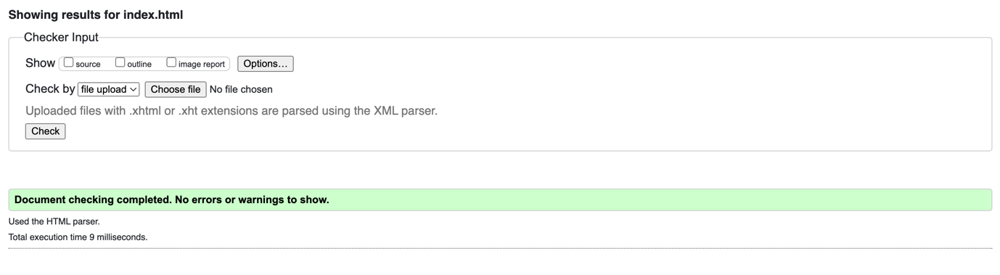 Showing results for index.html
Checker Input
Show source outline image report Options...
Check by file upload Choose file No file chosen
Uploaded files with .xhtml or .xht extensions are parsed using the XML parser.
Check
Document checking completed. No errors or warnings to show.
Used the HTML parser.
Total execution time 9 milliseconds.